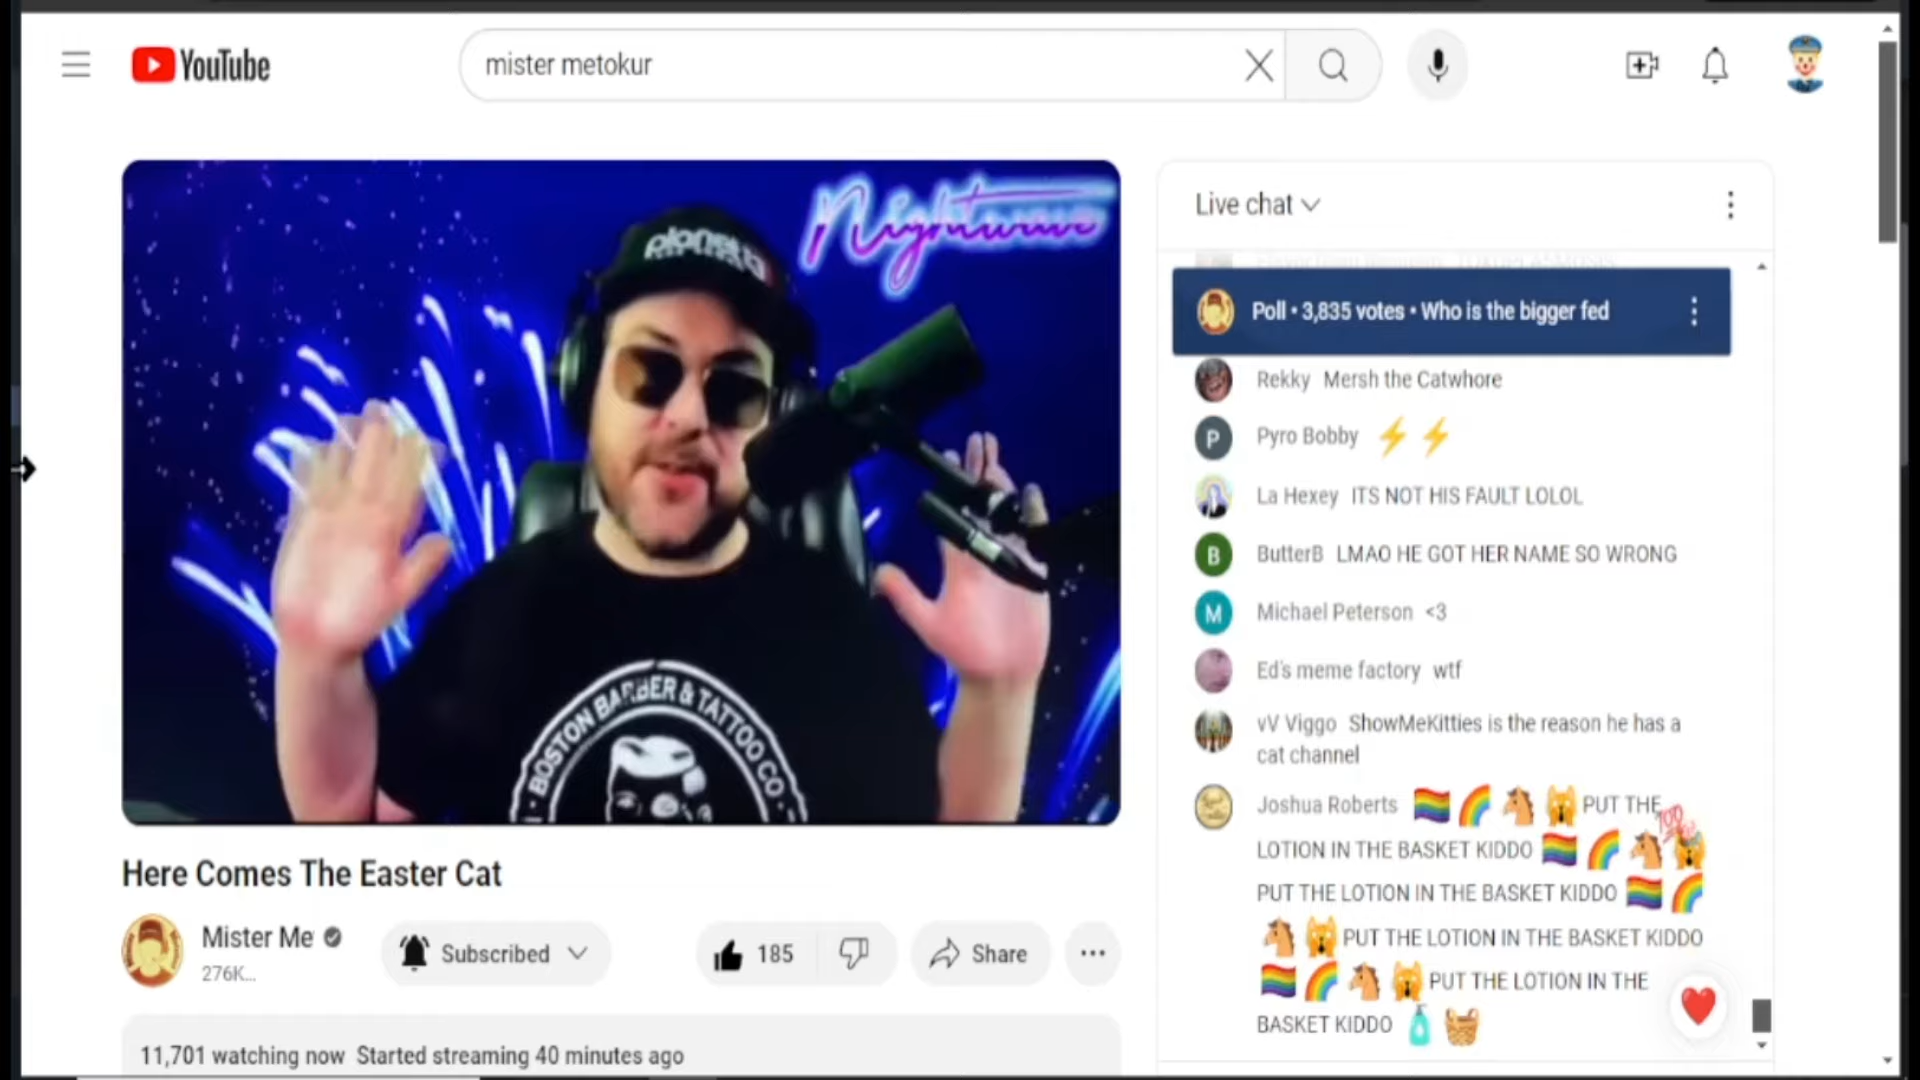 YouTube
mister metokur
Nightwave
BOSTON BARBER & TATTOO CO
Live chat
Poll • 3,835 votes • Who is the bigger fed
Rekky Mersh the Catwhore
P Pyro Bobby ⚡⚡
La Hexey ITS NOT HIS FAULT LOLOL
B ButterB LMAO HE GOT HER NAME SO WRONG
M Michael Peterson <3
Ed's meme factory wtf
vV Viggo ShowMeKitties is the reason he has a
cat channel
Joshua Roberts 🏳️‍🌈🌈🐴🙀PUT THE
LOTION IN THE BASKET KIDDO 🏳️‍🌈🌈🐴🙀
PUT THE LOTION IN THE BASKET KIDDO 🏳️‍🌈🌈
🐴🙀PUT THE LOTION IN THE BASKET KIDDO
🏳️‍🌈🌈🐴🙀PUT THE LOTION IN THE
BASKET KIDDO 🧴🧺
Here Comes The Easter Cat
Mister Me
276K...
Subscribed
185
Share
11,701 watching now Started streaming 40 minutes ago